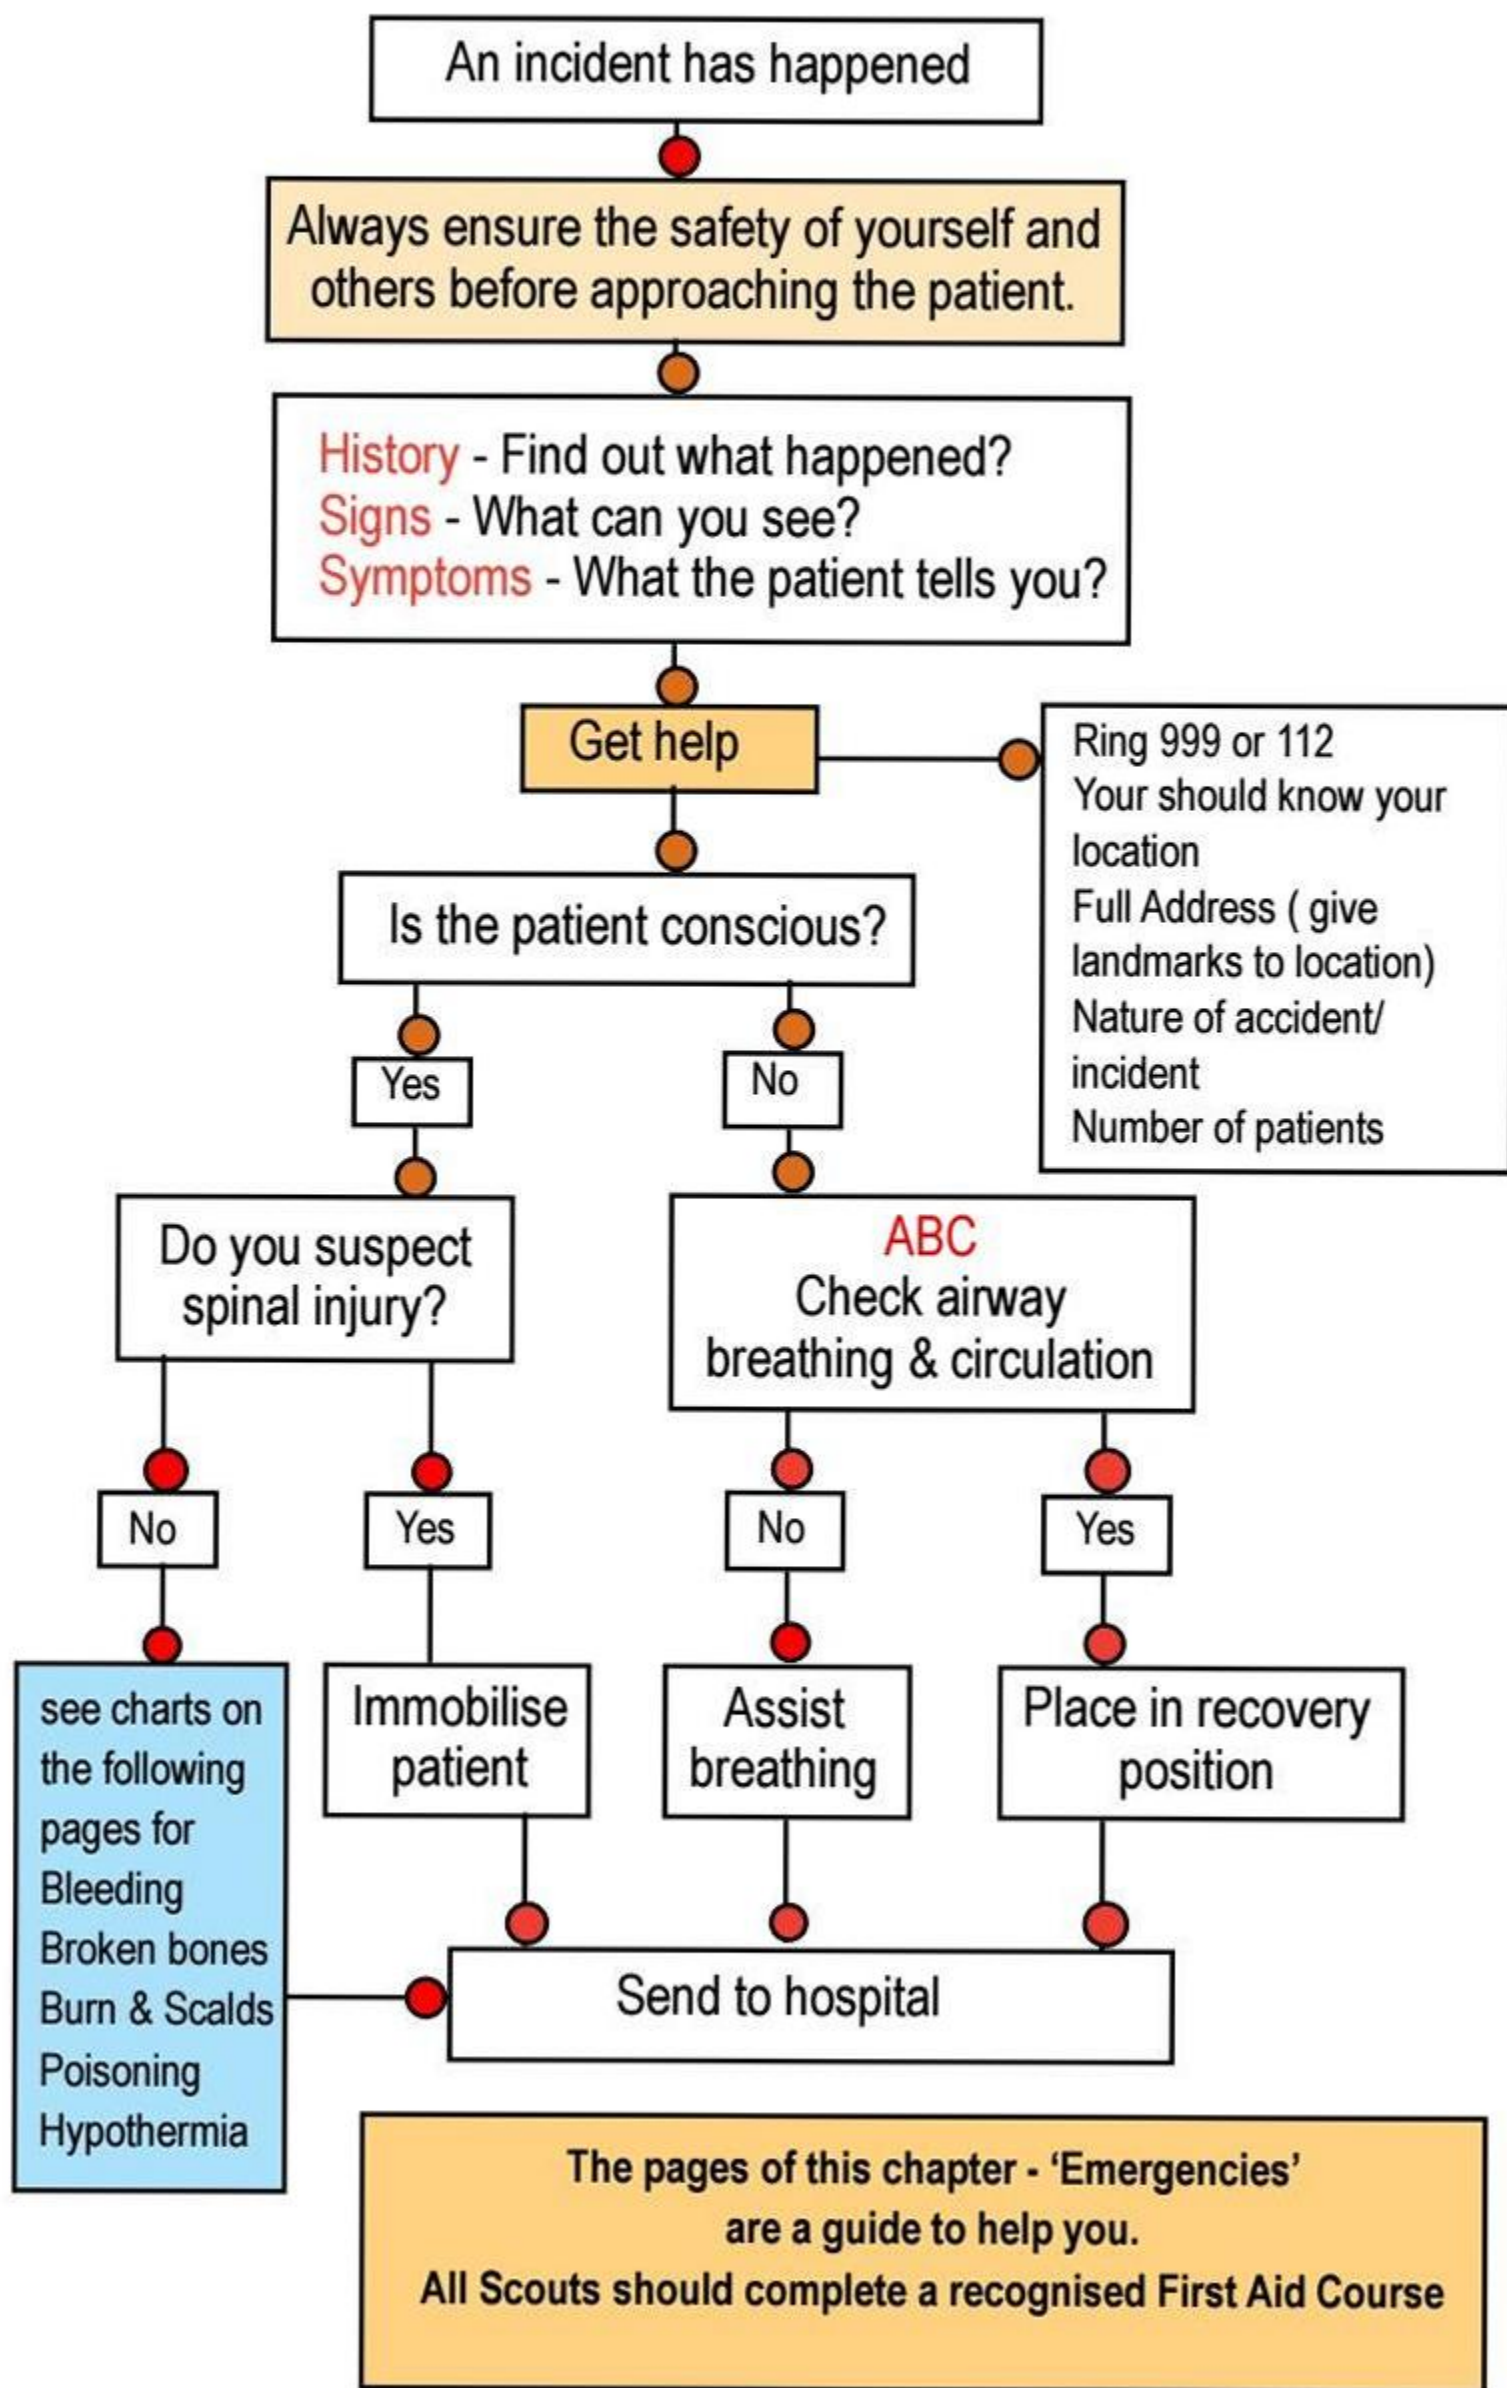 An incident has happened
Always ensure the safety of yourself and
others before approaching the patient.
History - Find out what happened?
Signs - What can you see?
Symptoms - What the patient tells you?
Get help
Ring 999 or 112
Your should know your
location
Full Address ( give
landmarks to location)
Nature of accident/
incident
Number of patients
Is the patient conscious?
Yes
No
Do you suspect
spinal injury?
ABC
Check airway
breathing & circulation
No
Yes
No
Yes
see charts on
the following
pages for
Bleeding
Broken bones
Burn & Scalds
Poisoning
Hypothermia
Immobilise
patient
Assist
breathing
Place in recovery
position
Send to hospital
The pages of this chapter - ‘Emergencies’
are a guide to help you.
All Scouts should complete a recognised First Aid Course